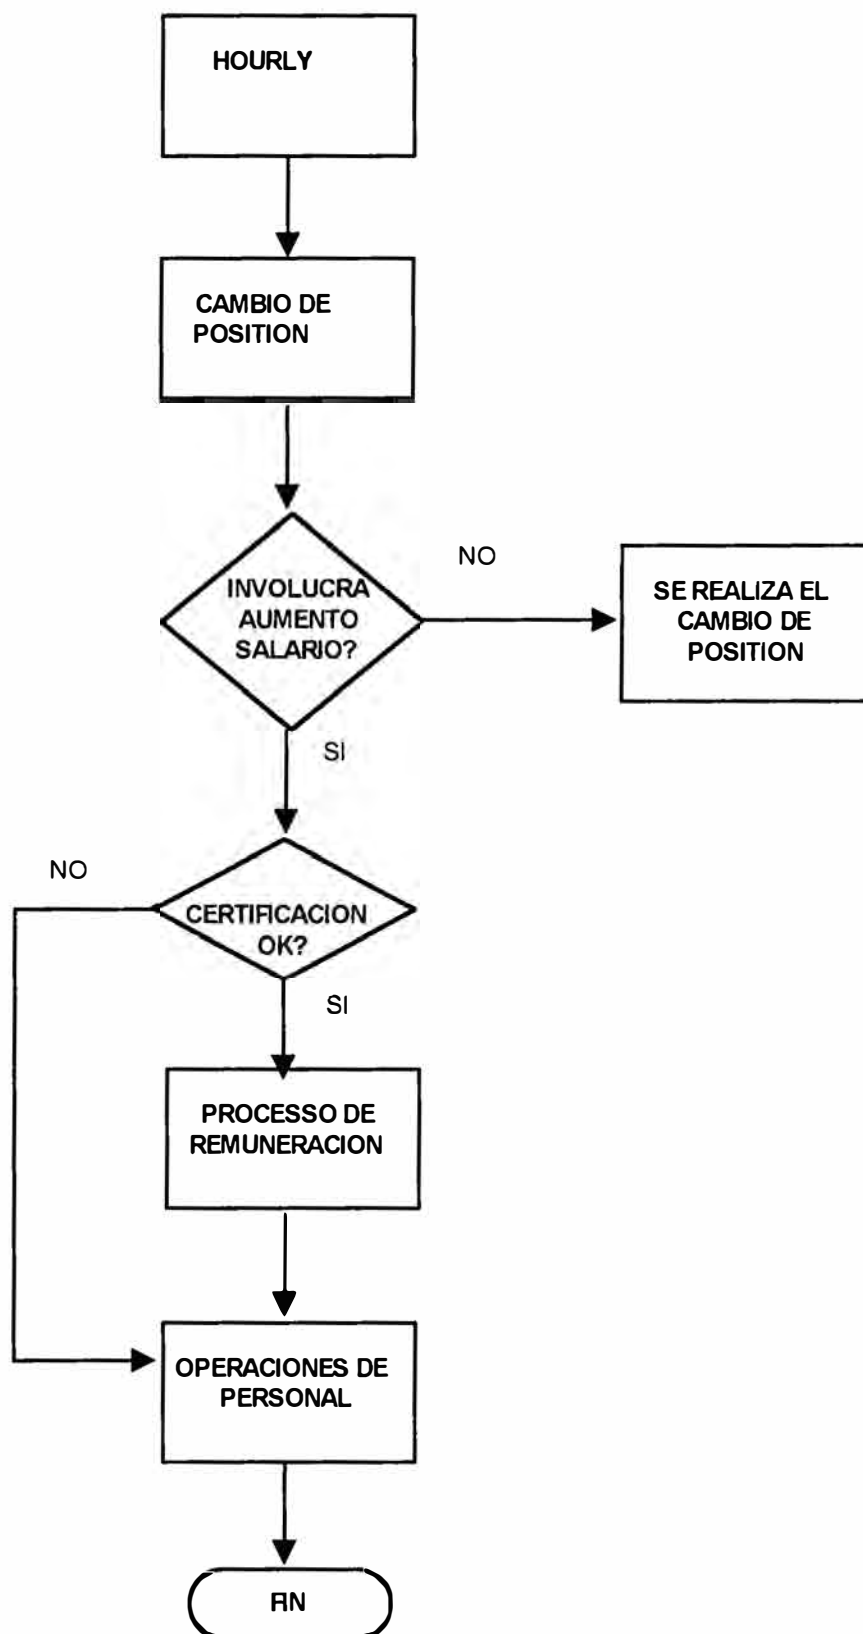 HOURLY
CAMBIO DE
POSITION
INVOLUCRA
AUMENTO
SALARIO?
NO
SE REALIZA EL
CAMBIO DE
POSITION
SI
NO
CERTIFICACION
OK?
SI
PROCESSO DE
REMUNERACION
OPERACIONES DE
PERSONAL
FIN